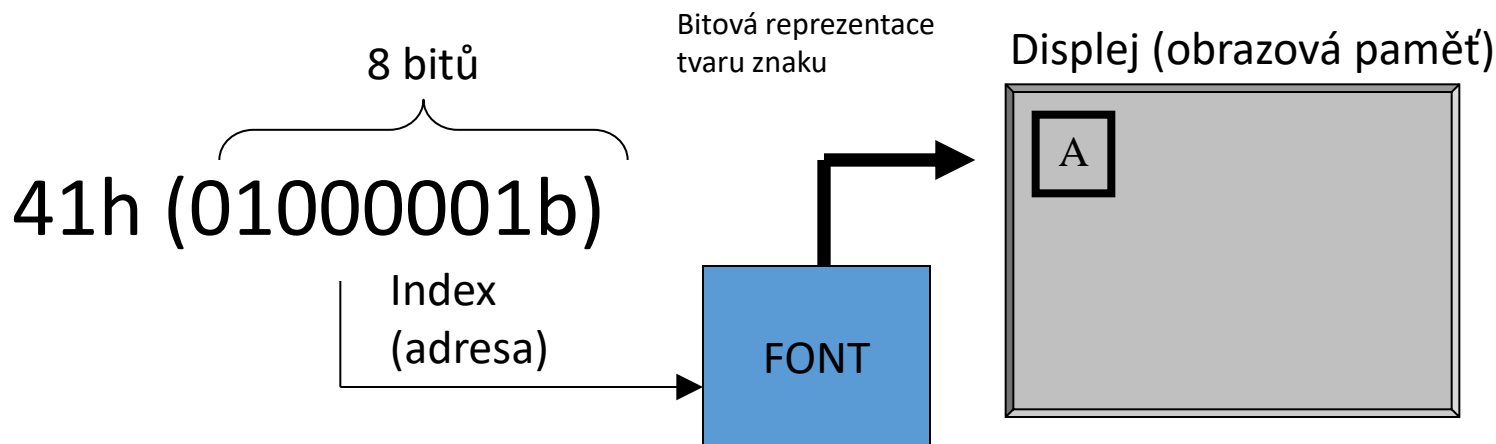 8 bitů
Bitová reprezentace
tvaru znaku
Displej (obrazová paměť)
A
41h (01000001b)
Index
(adresa)
FONT